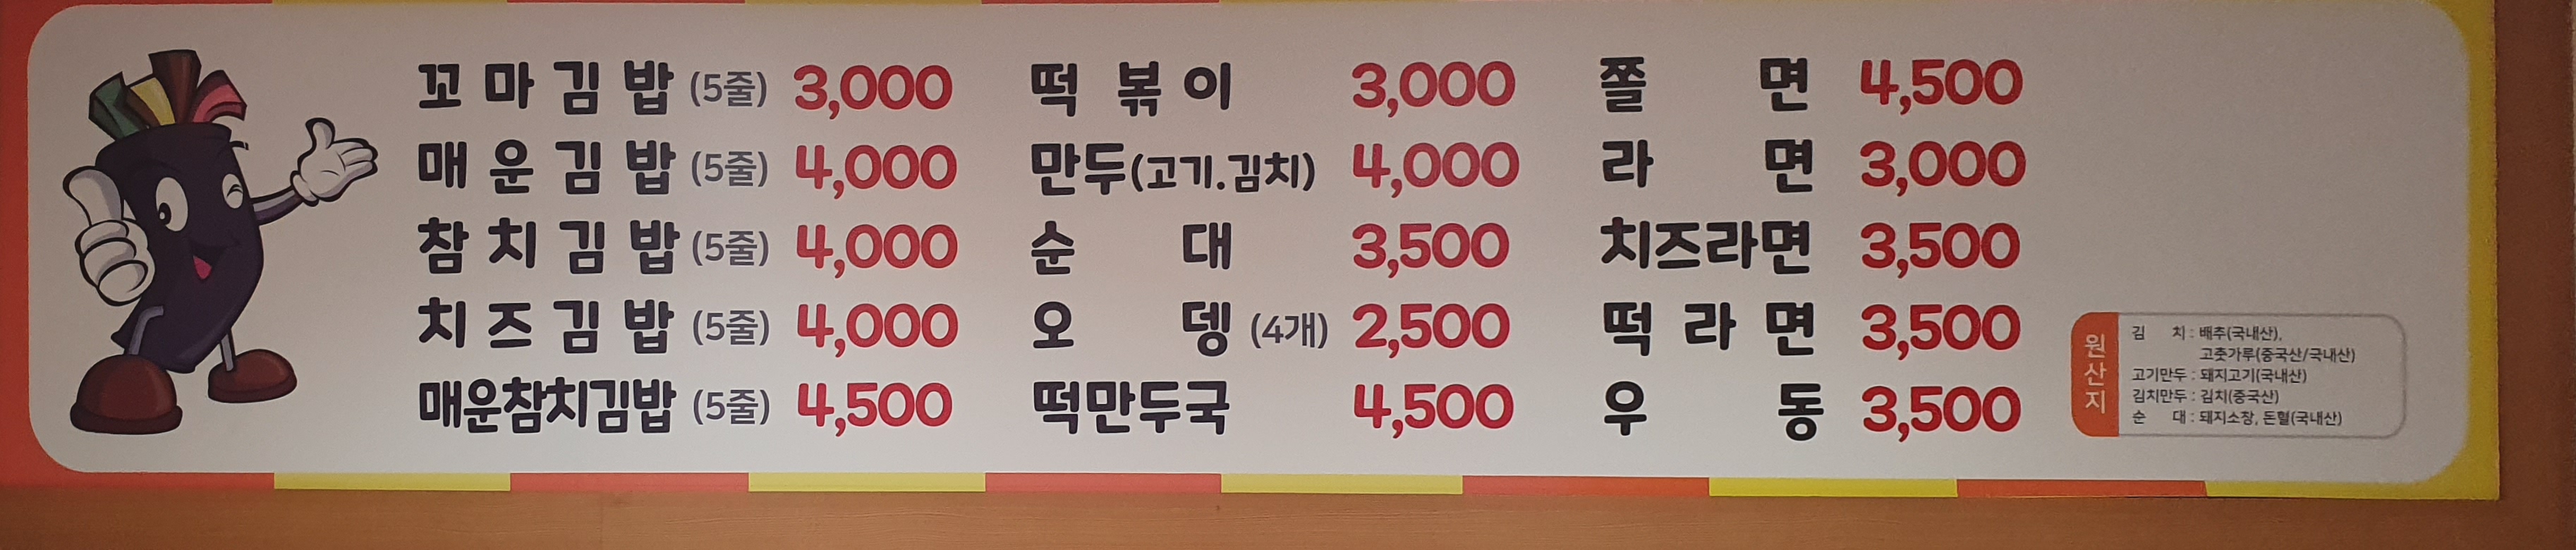 꼬마김밥 (5줄) 3,000
매운김밥 (5줄) 4,000
참치김밥 (5줄) 4,000
치즈김밥 (5줄) 4,000
매운참치김밥 (5줄) 4,500
떡볶이 3,000
만두(고기.김치) 4,000
순대 3,500
오뎅 (4개) 2,500
떡만두국 4,500
쫄면 4,500
라면 3,000
치즈라면 3,500
떡라면 3,500
우동 3,500
원산지
김치 : 배추(국내산),
고춧가루(중국산/국내산)
고기만두 : 돼지고기(국내산)
김치만두 : 김치(중국산)
순대 : 돼지소창, 돈혈(국내산)